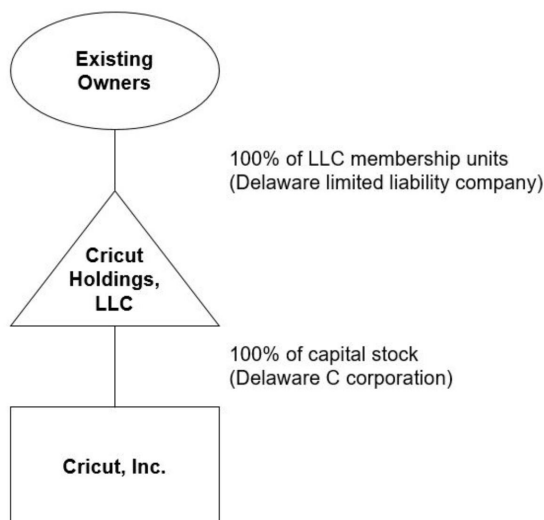 Existing
Owners
100% of LLC membership units
(Delaware limited liability company)
Cricut
Holdings,
LLC
100% of capital stock
(Delaware C corporation)
Cricut, Inc.